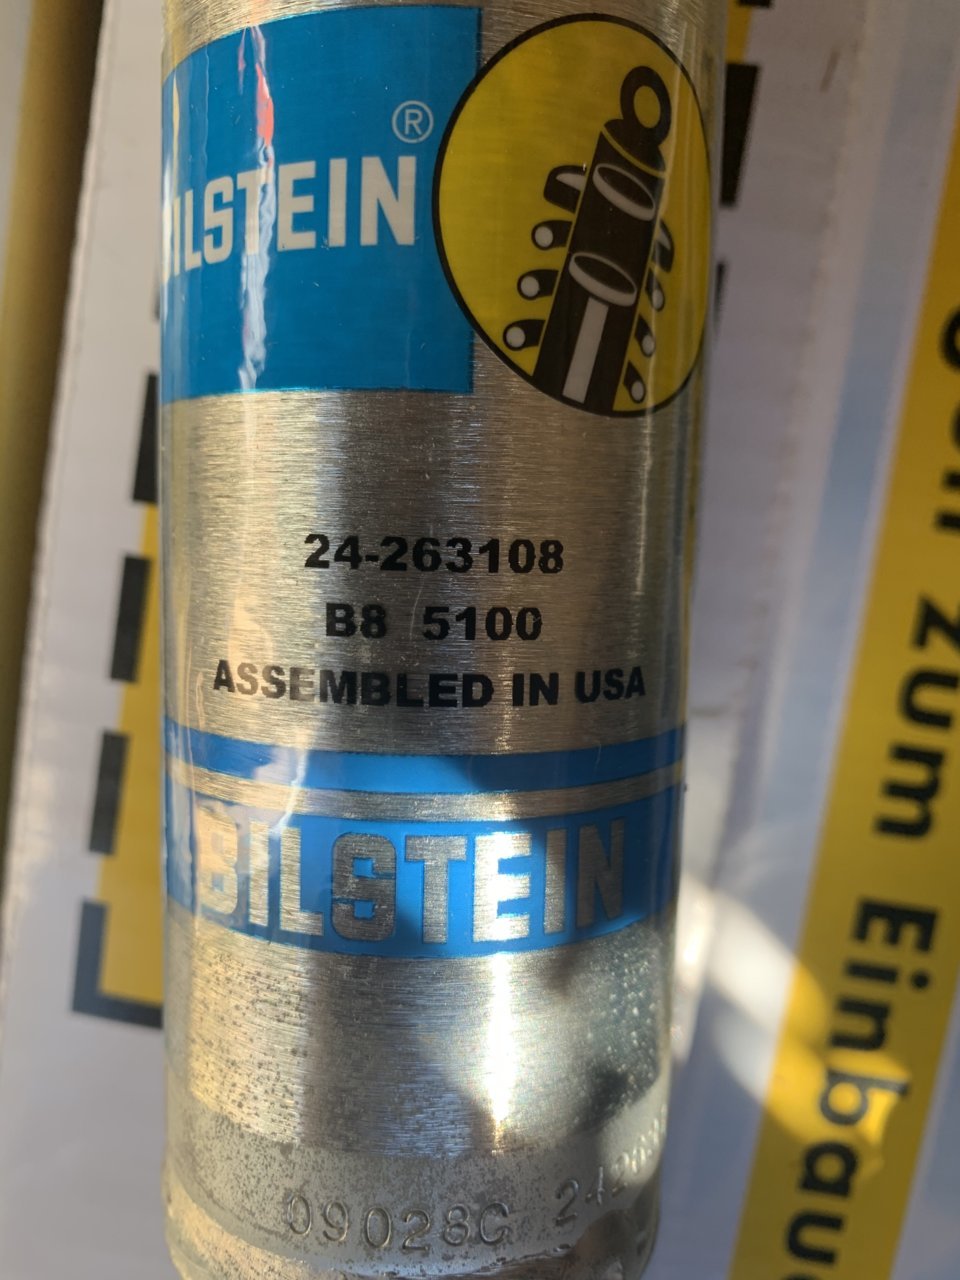 BILSTEIN®
24-263108
B8 5100
ASSEMBLED IN USA
BILSTEIN
09028C
zum Einbau